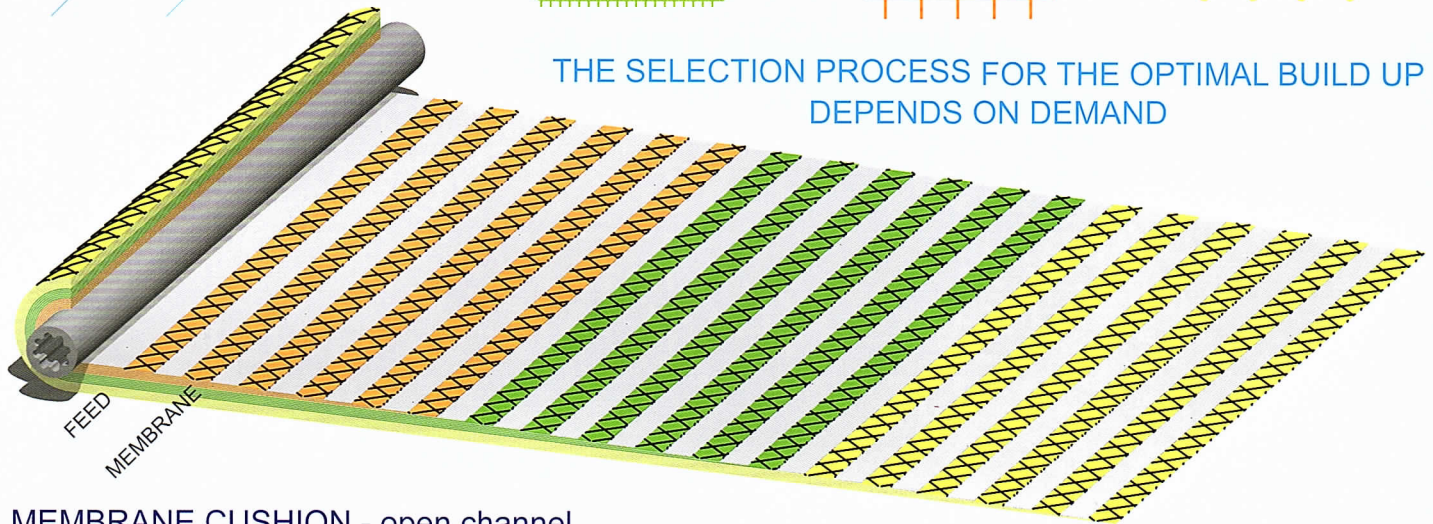 THE SELECTION PROCESS FOR THE OPTIMAL BUILD UP
DEPENDS ON DEMAND
FEED
MEMBRANE
MEMBRANE CUSHION - open channel